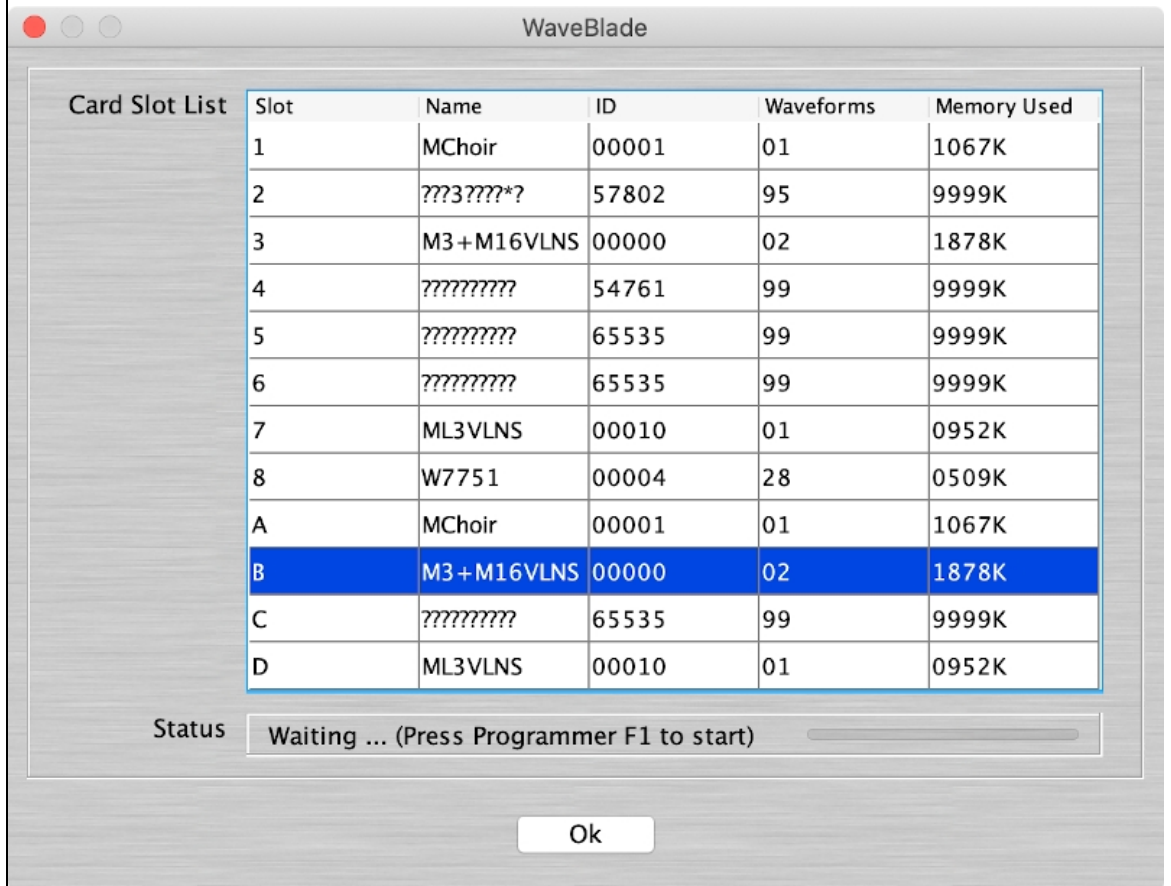 WaveBlade
Card Slot List
Slot Name ID Waveforms Memory Used
1 MChoir 00001 01 1067K
2 ???3????*? 57802 95 9999K
3 M3+M16VLNS 00000 02 1878K
4 ?????????? 54761 99 9999K
5 ?????????? 65535 99 9999K
6 ?????????? 65535 99 9999K
7 ML3VLNS 00010 01 0952K
8 W7751 00004 28 0509K
A MChoir 00001 01 1067K
B M3+M16VLNS 00000 02 1878K
C ?????????? 65535 99 9999K
D ML3VLNS 00010 01 0952K
Status Waiting ... (Press Programmer F1 to start)
Ok